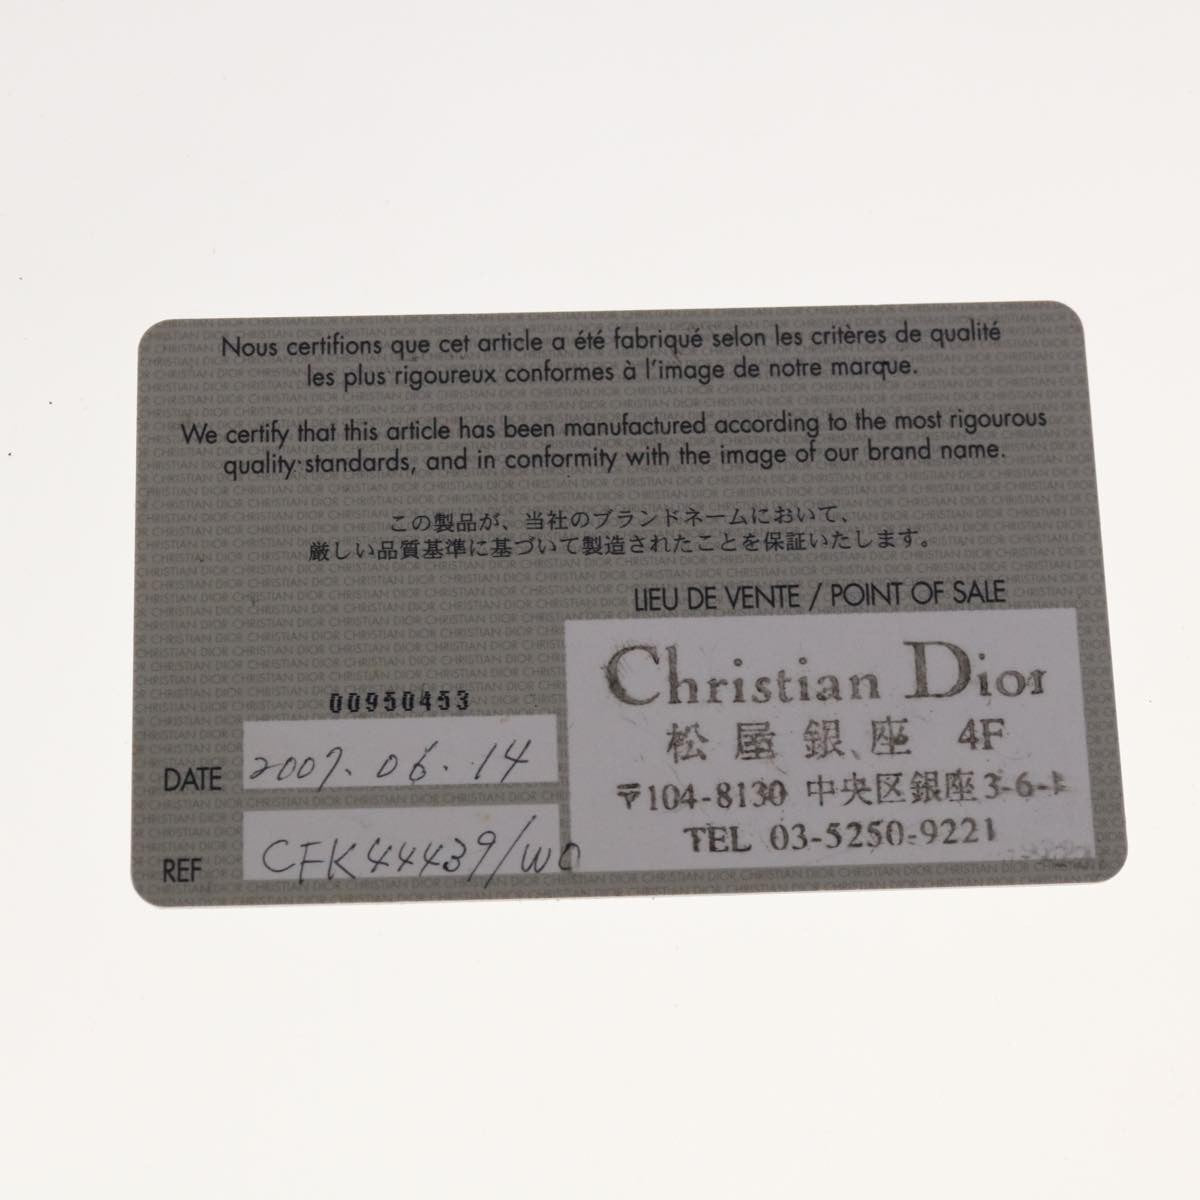 Nous certifions que cet article a été fabriqué selon les critères de qualité
les plus rigoureux conformes à l'image de notre marque.
We certify that this article has been manufactured according to the most rigourous
quality standards, and in conformity with the image of our brand name.
この製品が、当社のブランドネームにおいて、
厳しい品質基準に基づいて製造されたことを保証いたします。
LIEU DE VENTE / POINT OF SALE
Christian Dior
松屋銀座 4F
〒104-8130 中央区銀座3-6-1
TEL 03-5250-9221
00950453
DATE 2007.06.14
REF CFK44439/WO